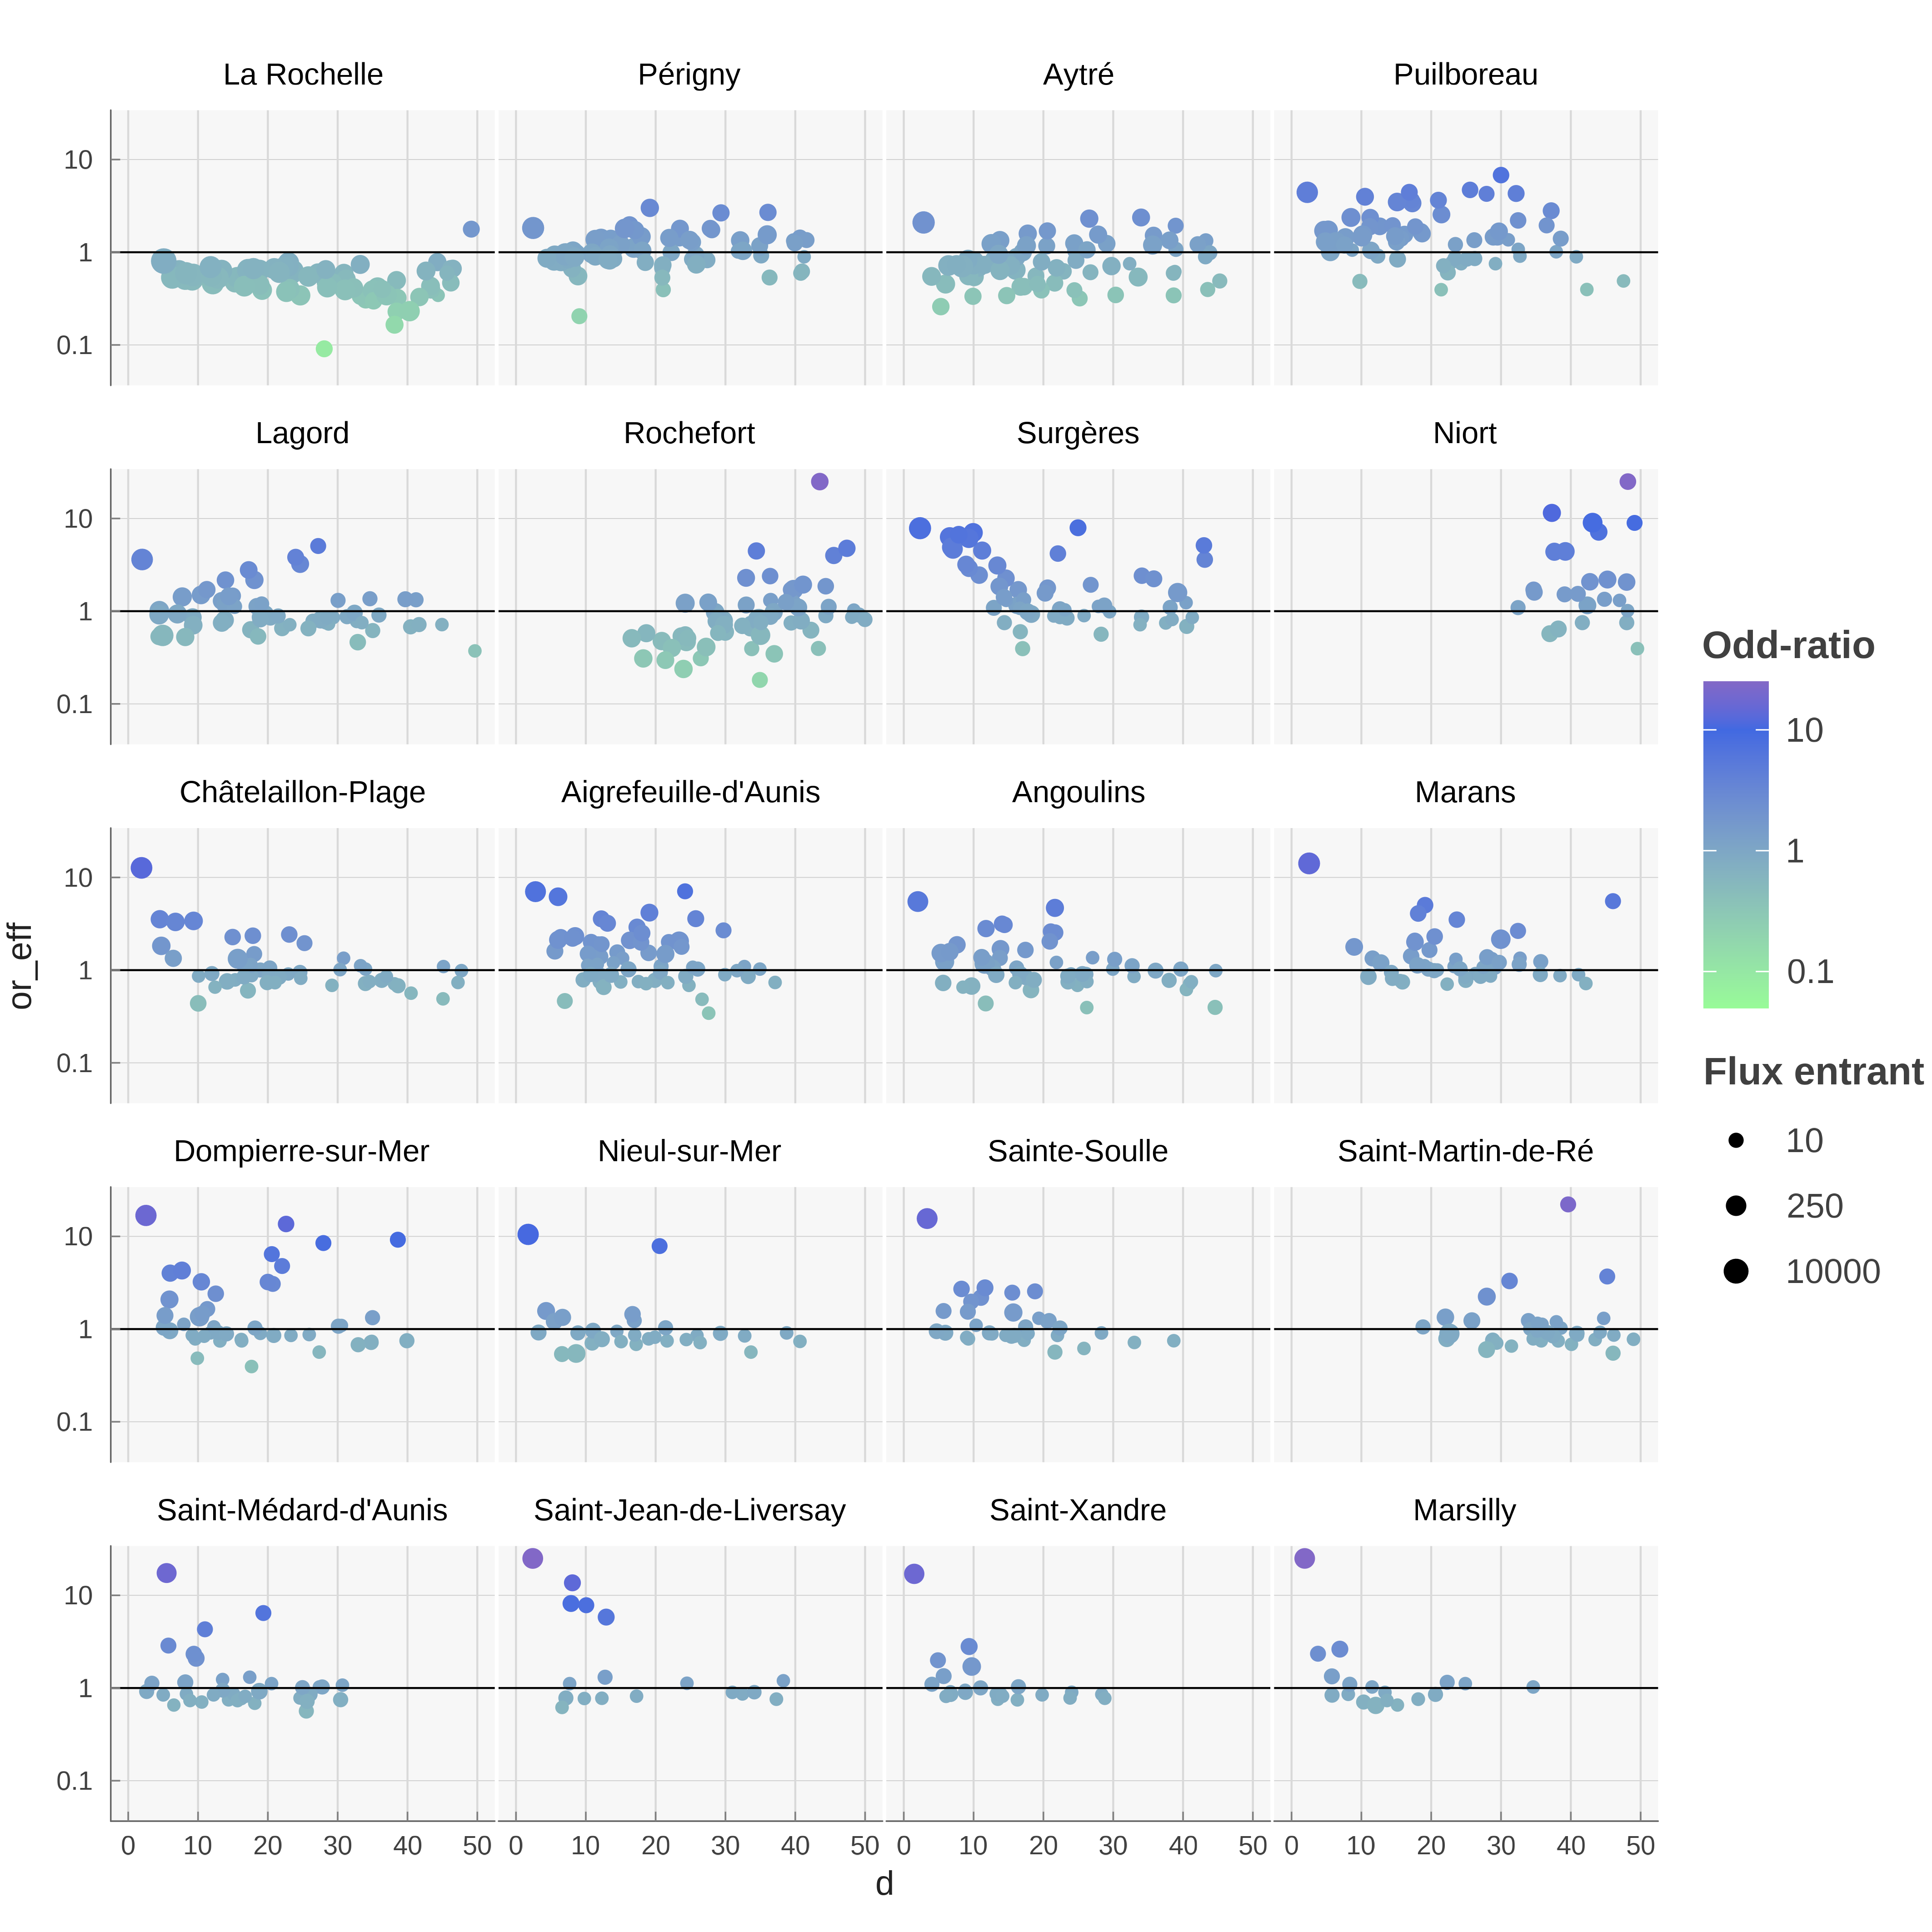 La Rochelle Périgny Aytré Puilboreau
10
1
0.1
Lagord Rochefort Surgères Niort
10
1
0.1
Châtelaillon-Plage Aigrefeuille-d'Aunis Angoulins Marans
10
1
0.1
Dompierre-sur-Mer Nieul-sur-Mer Sainte-Soulle Saint-Martin-de-Ré
10
1
0.1
Saint-Médard-d'Aunis Saint-Jean-de-Liversay Saint-Xandre Marsilly
10
1
0.1
0 10 20 30 40 50 0 10 20 30 40 50 0 10 20 30 40 50 0 10 20 30 40 50
d
or_eff
Odd-ratio
10
1
0.1
Flux entrant
10
250
10000